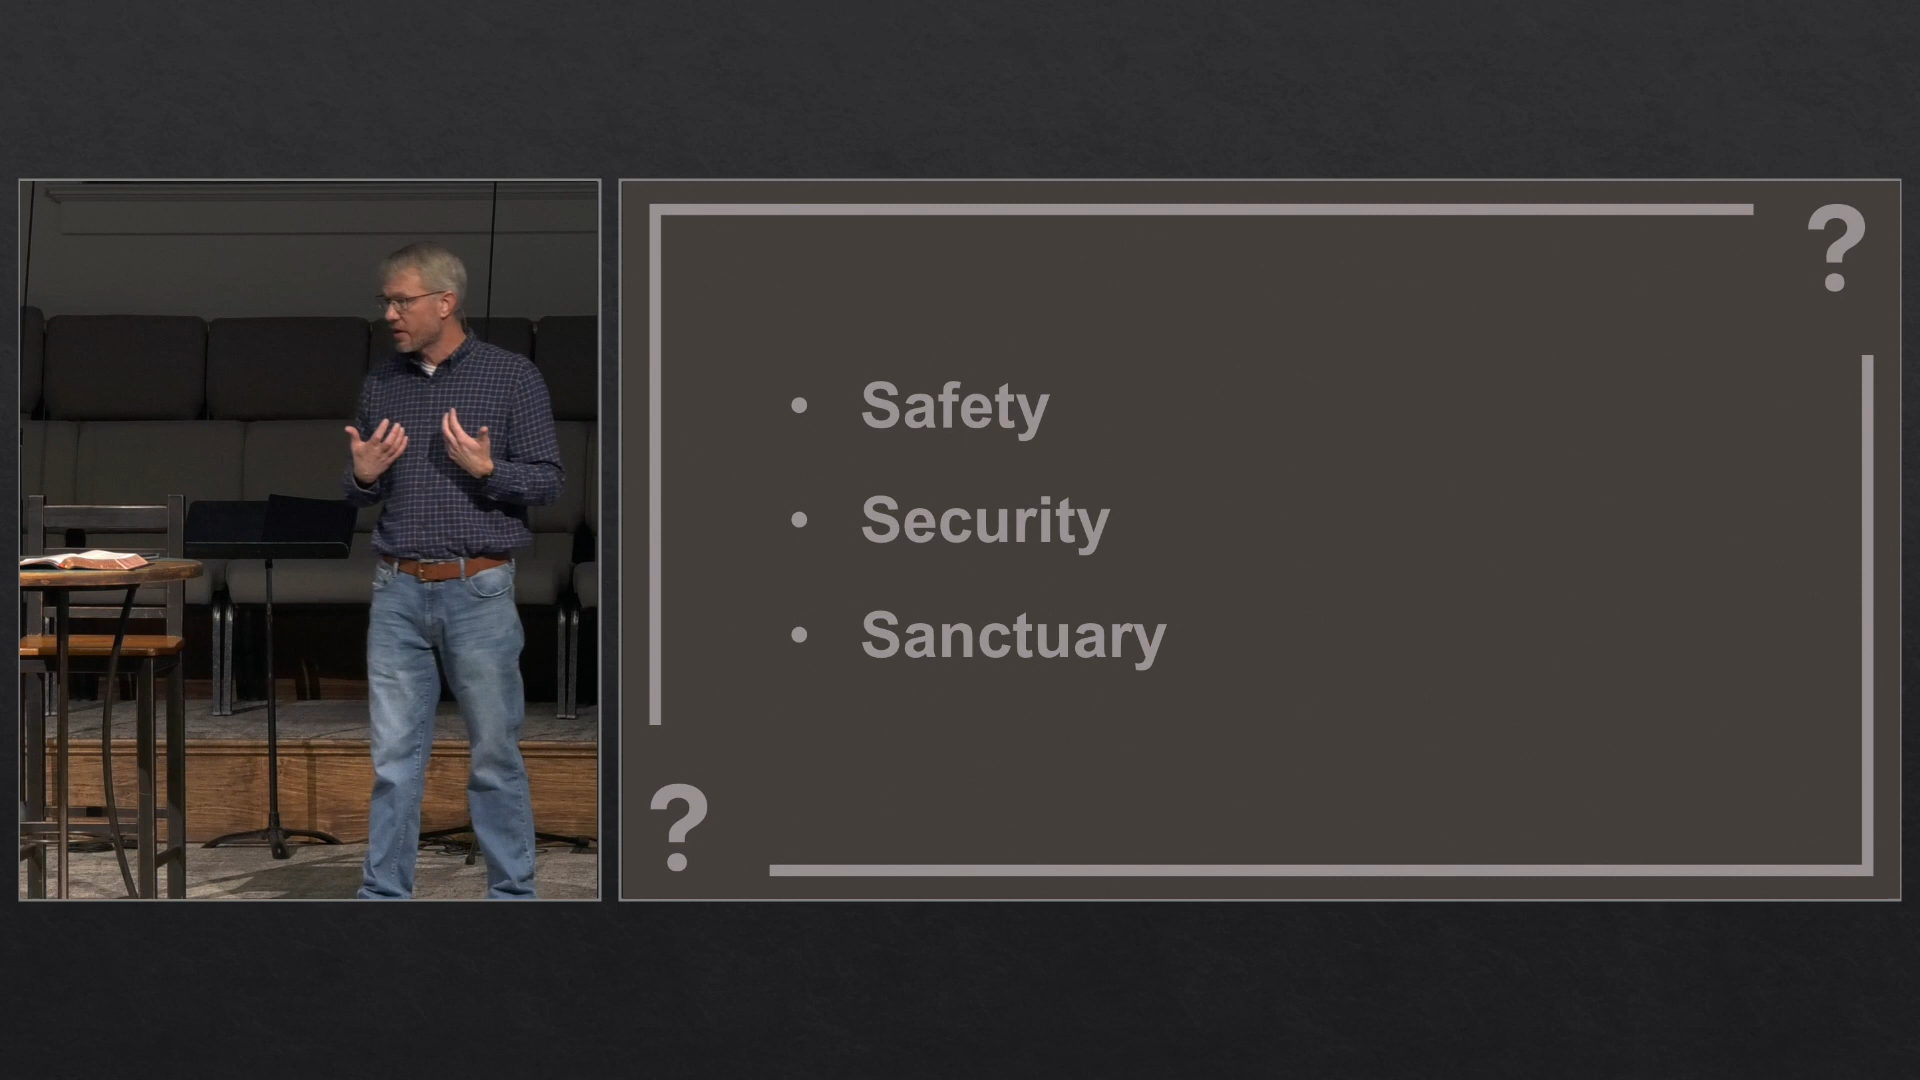 ?
• Safety
• Security
• Sanctuary
?